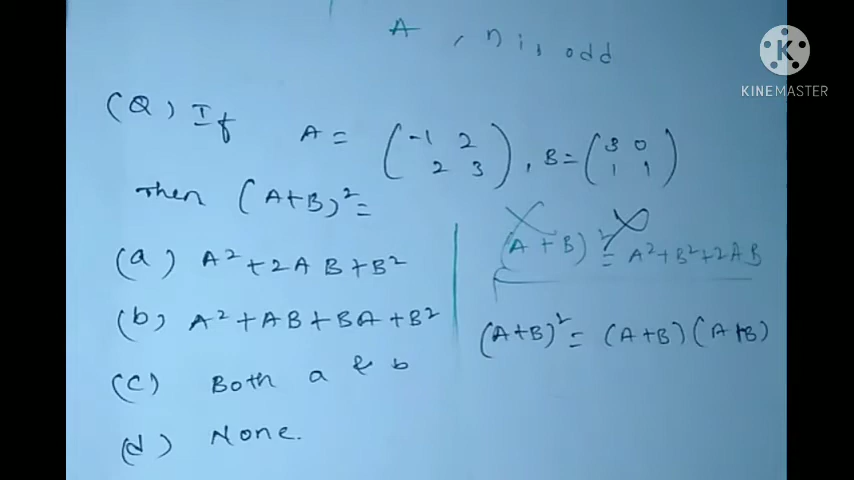 A , n is odd
K
KINEMASTER
(Q) If A = (-1 2 2 3), B = (3 0 1 1)
Then (A+B)²=
(a) A²+2AB+B²
(b) A²+AB+BA+B²
(c) Both a & b
(d) None.
(A+B)² = A²+B²+2AB
(A+B)² = (A+B)(A+B)